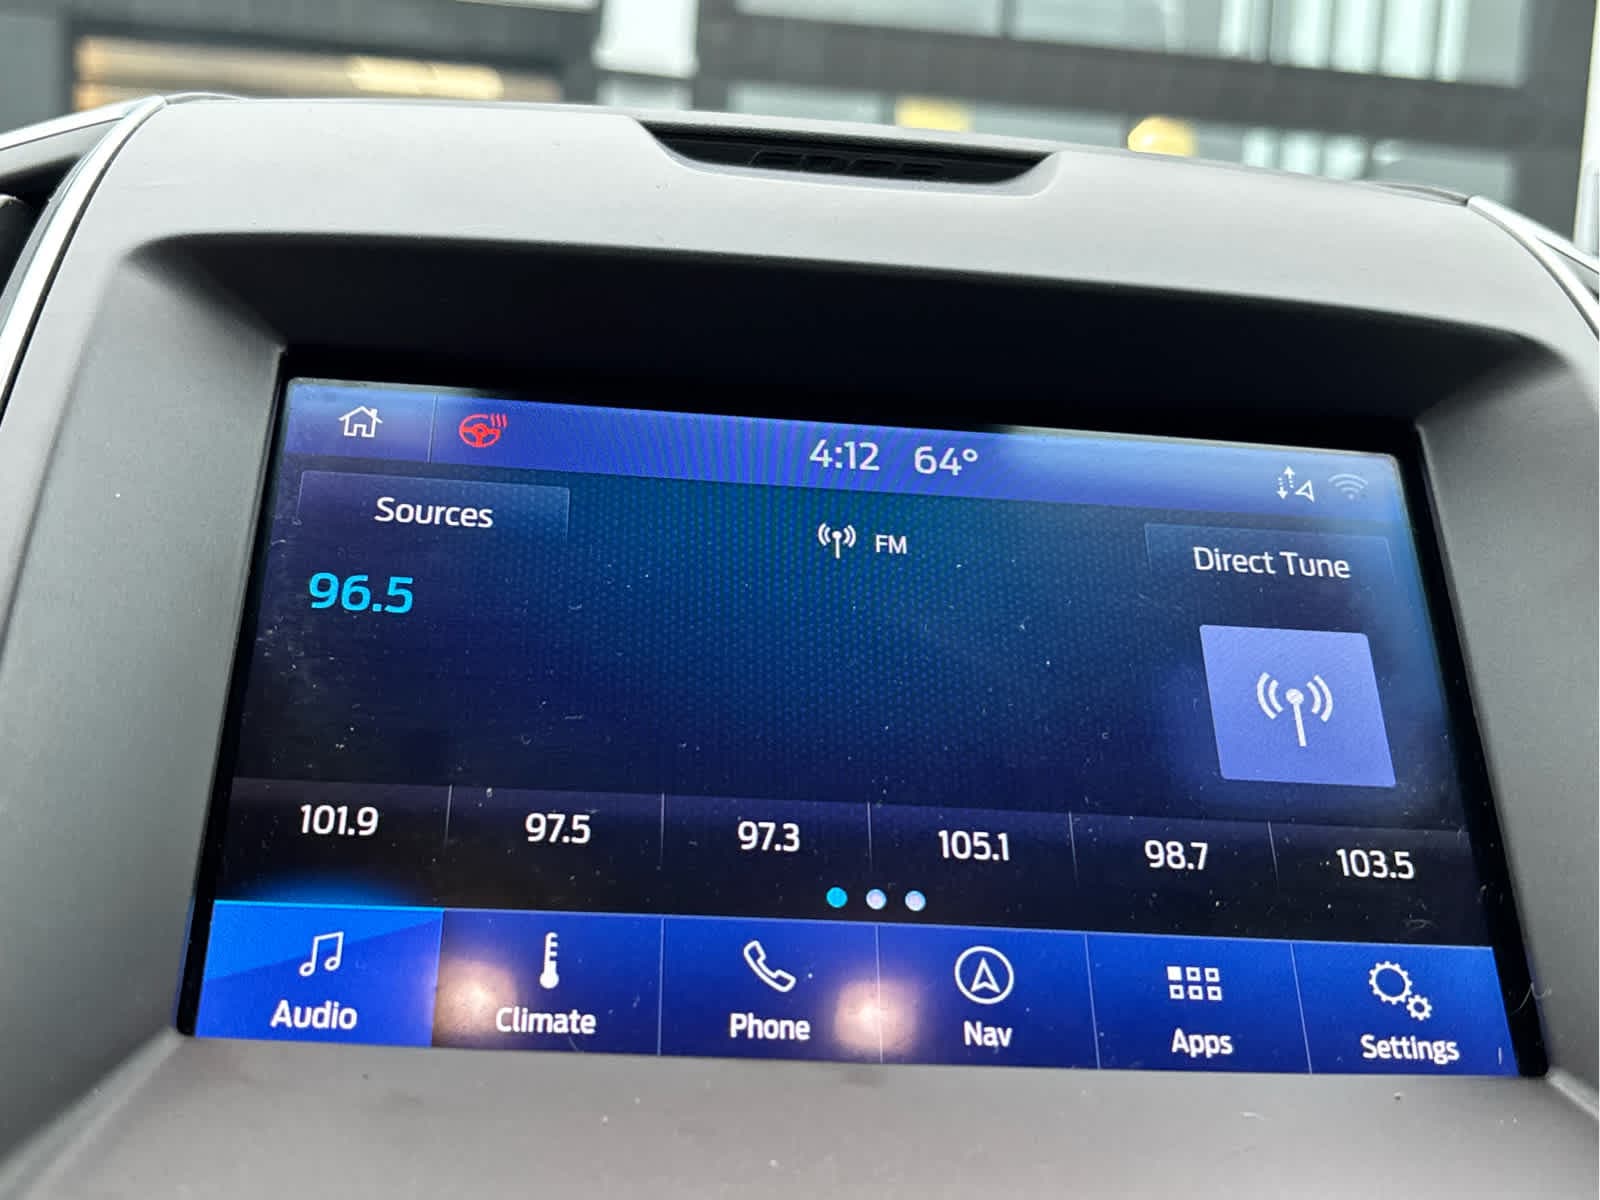 4:12 64°
Sources
FM
Direct Tune
96.5
101.9 97.5 97.3 105.1 98.7 103.5
Audio Climate Phone Nav Apps Settings